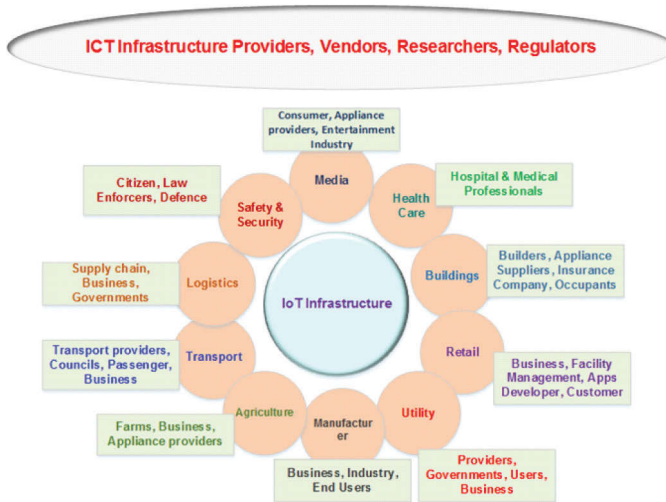 ICT Infrastructure Providers, Vendors, Researchers, Regulators
Consumer, Appliance
providers, Entertainment
Industry
Media
Citizen, Law
Enforcers, Defence
Safety &
Security
Health
Care
Hospital & Medical
Professionals
Supply chain,
Business,
Governments
Logistics
IoT Infrastructure
Buildings
Builders, Appliance
Suppliers, Insurance
Company, Occupants
Transport providers,
Councils, Passenger,
Business
Transport
Retail
Business, Facility
Management, Apps
Developer, Customer
Farms, Business,
Appliance providers
Agriculture
Manufactur
er
Utility
Business, Industry,
End Users
Providers,
Governments, Users,
Business